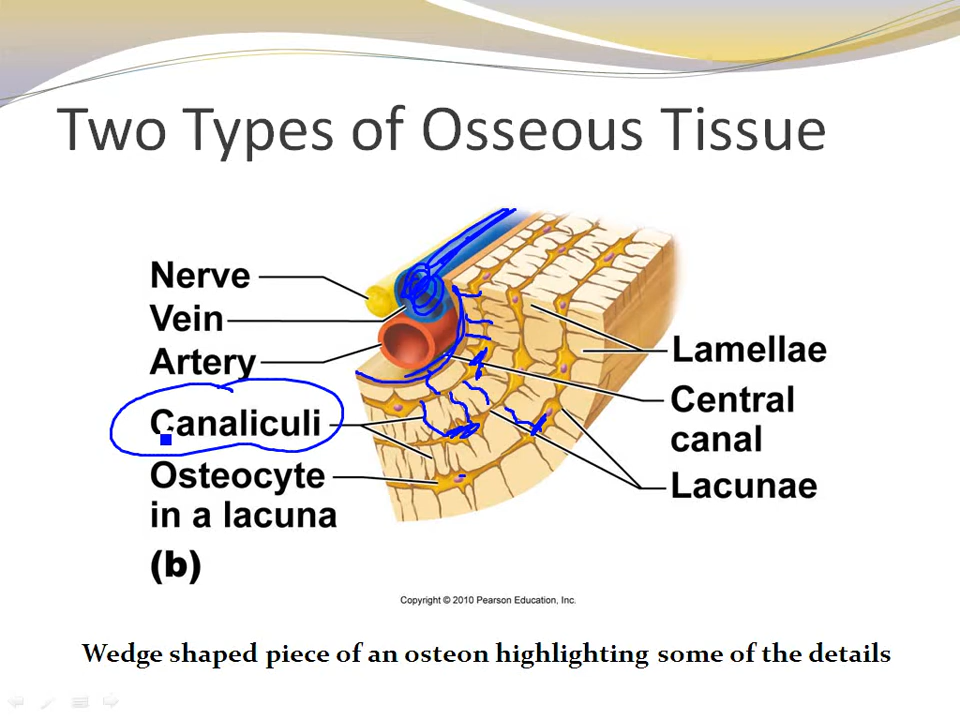 Two Types of Osseous Tissue
Nerve
Vein
Artery
Canaliculi
Osteocyte
in a lacuna
(b)
Lamellae
Central
canal
Lacunae
Copyright © 2010 Pearson Education, Inc.
Wedge shaped piece of an osteon highlighting some of the details